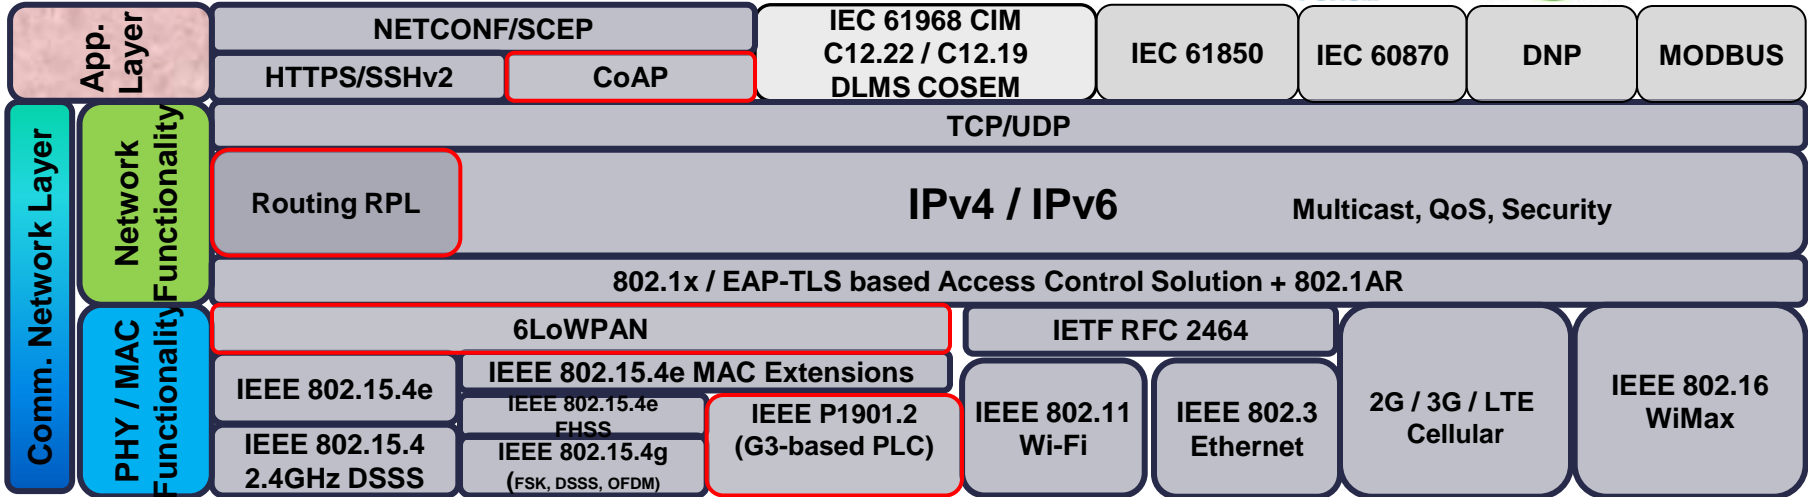 App.
Layer
NETCONF/SCEP
HTTPS/SSHv2
CoAP
IEC 61968 CIM
C12.22 / C12.19
DLMS COSEM
IEC 61850
IEC 60870
DNP
MODBUS
Comm. Network Layer
Network
Functionality
TCP/UDP
Routing RPL
IPv4 / IPv6
Multicast, QoS, Security
802.1x / EAP-TLS based Access Control Solution + 802.1AR
PHY / MAC
Functionality
6LoWPAN
IETF RFC 2464
IEEE 802.15.4e
IEEE 802.15.4e MAC Extensions
IEEE 802.15.4e
FHSS
IEEE 802.15.4
2.4GHz DSSS
IEEE 802.15.4g
(FSK, DSSS, OFDM)
IEEE P1901.2
(G3-based PLC)
IEEE 802.11
Wi-Fi
IEEE 802.3
Ethernet
2G / 3G / LTE
Cellular
IEEE 802.16
WiMax